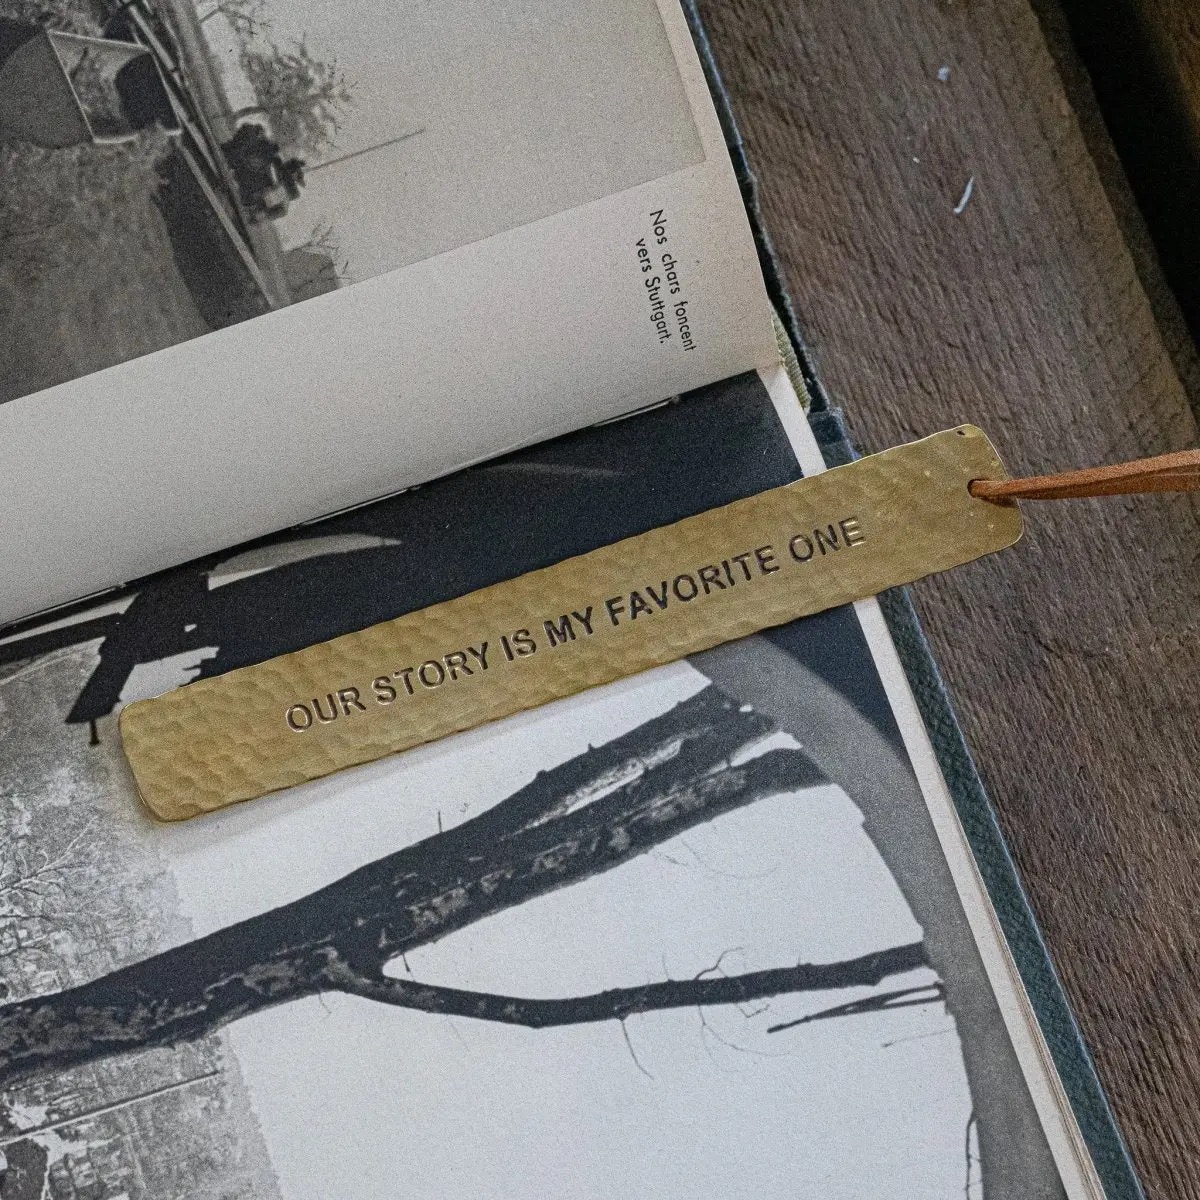 Nos chars foncent
vers Stuttgart.
OUR STORY IS MY FAVORITE ONE